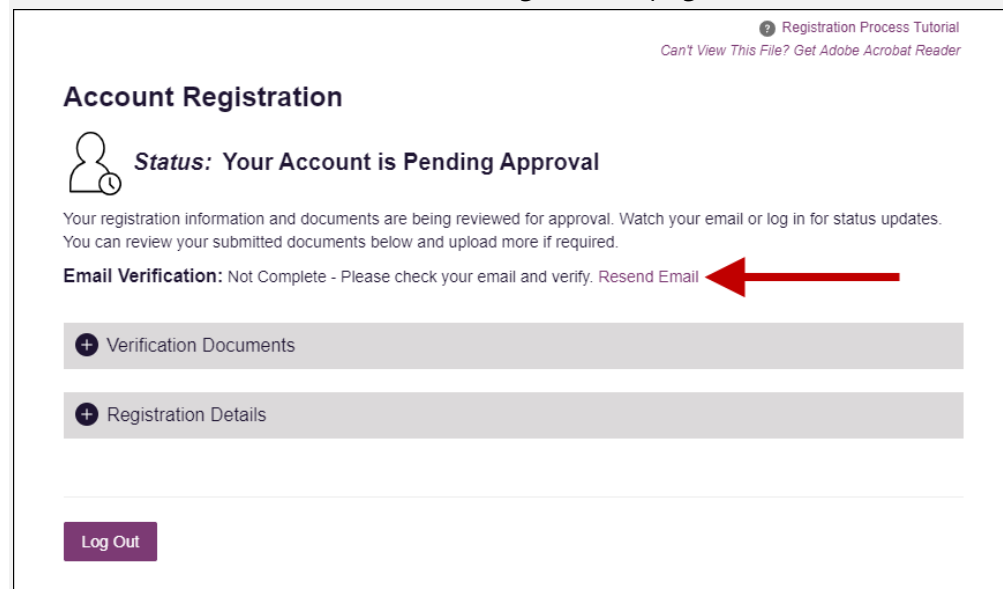 Registration Process Tutorial
Can't View This File? Get Adobe Acrobat Reader
Account Registration
Status: Your Account is Pending Approval
Your registration information and documents are being reviewed for approval. Watch your email or log in for status updates.
You can review your submitted documents below and upload more if required.
Email Verification: Not Complete - Please check your email and verify. Resend Email
Verification Documents
Registration Details
Log Out